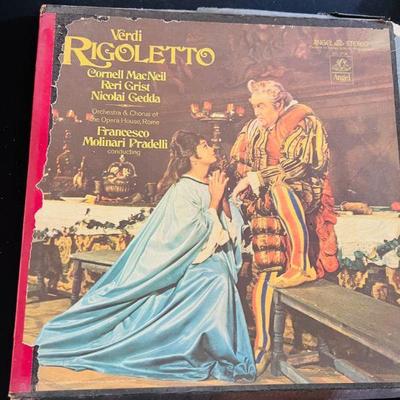 Verdi
RIGOLETTO
Cornell MacNeil
Reri Grist
Nicolai Gedda
Orchestra & Chorus of
the Opera House, Rome
Francesco
Molinari Pradelli
conducting
ANGEL STEREO
Angel